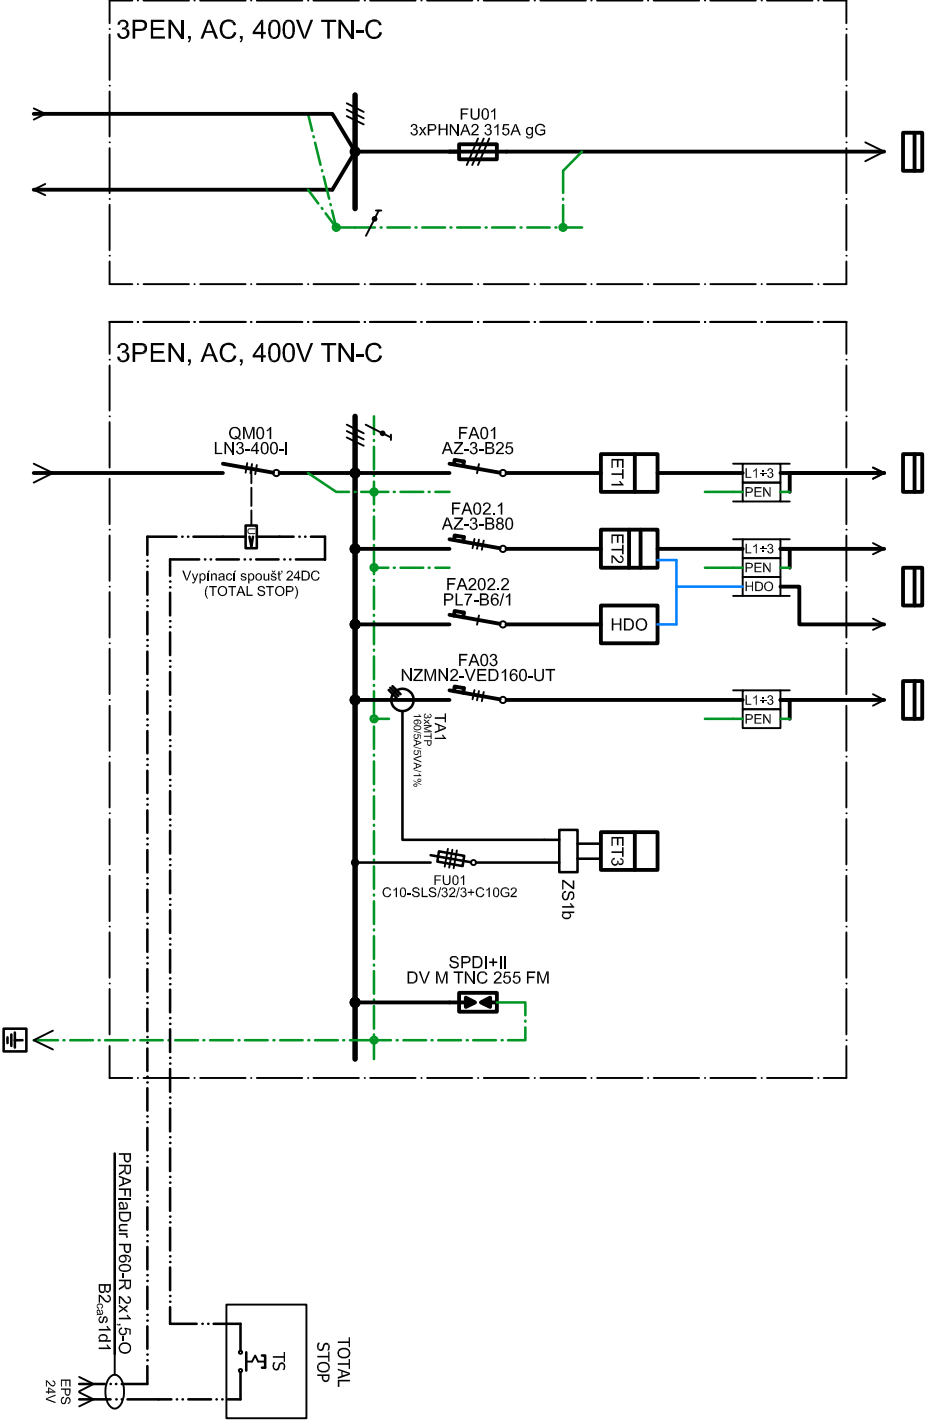 3PEN, AC, 400V TN-C
FU01
3xPHNA2 315A gG
3PEN, AC, 400V TN-C
QM01
LN3-400-I
FA01
AZ-3-B25
ET1
L1÷3
PEN
FA02.1
AZ-3-B80
ET2
L1÷3
PEN
HDO
U
Vypínací spoušť 24DC
(TOTAL STOP)
FA202.2
PL7-B6/1
HDO
FA03
NZMN2-VED160-UT
L1÷3
PEN
TA1
3xMTP
160/5A/5VA/1%
ET3
ZS1b
FU01
C10-SLS/32/3+C10G2
SPDI+II
DV M TNC 255 FM
PRAFlaDur P60-R 2x1,5-O
B2cas1d1
TOTAL
STOP
TS
EPS
24V